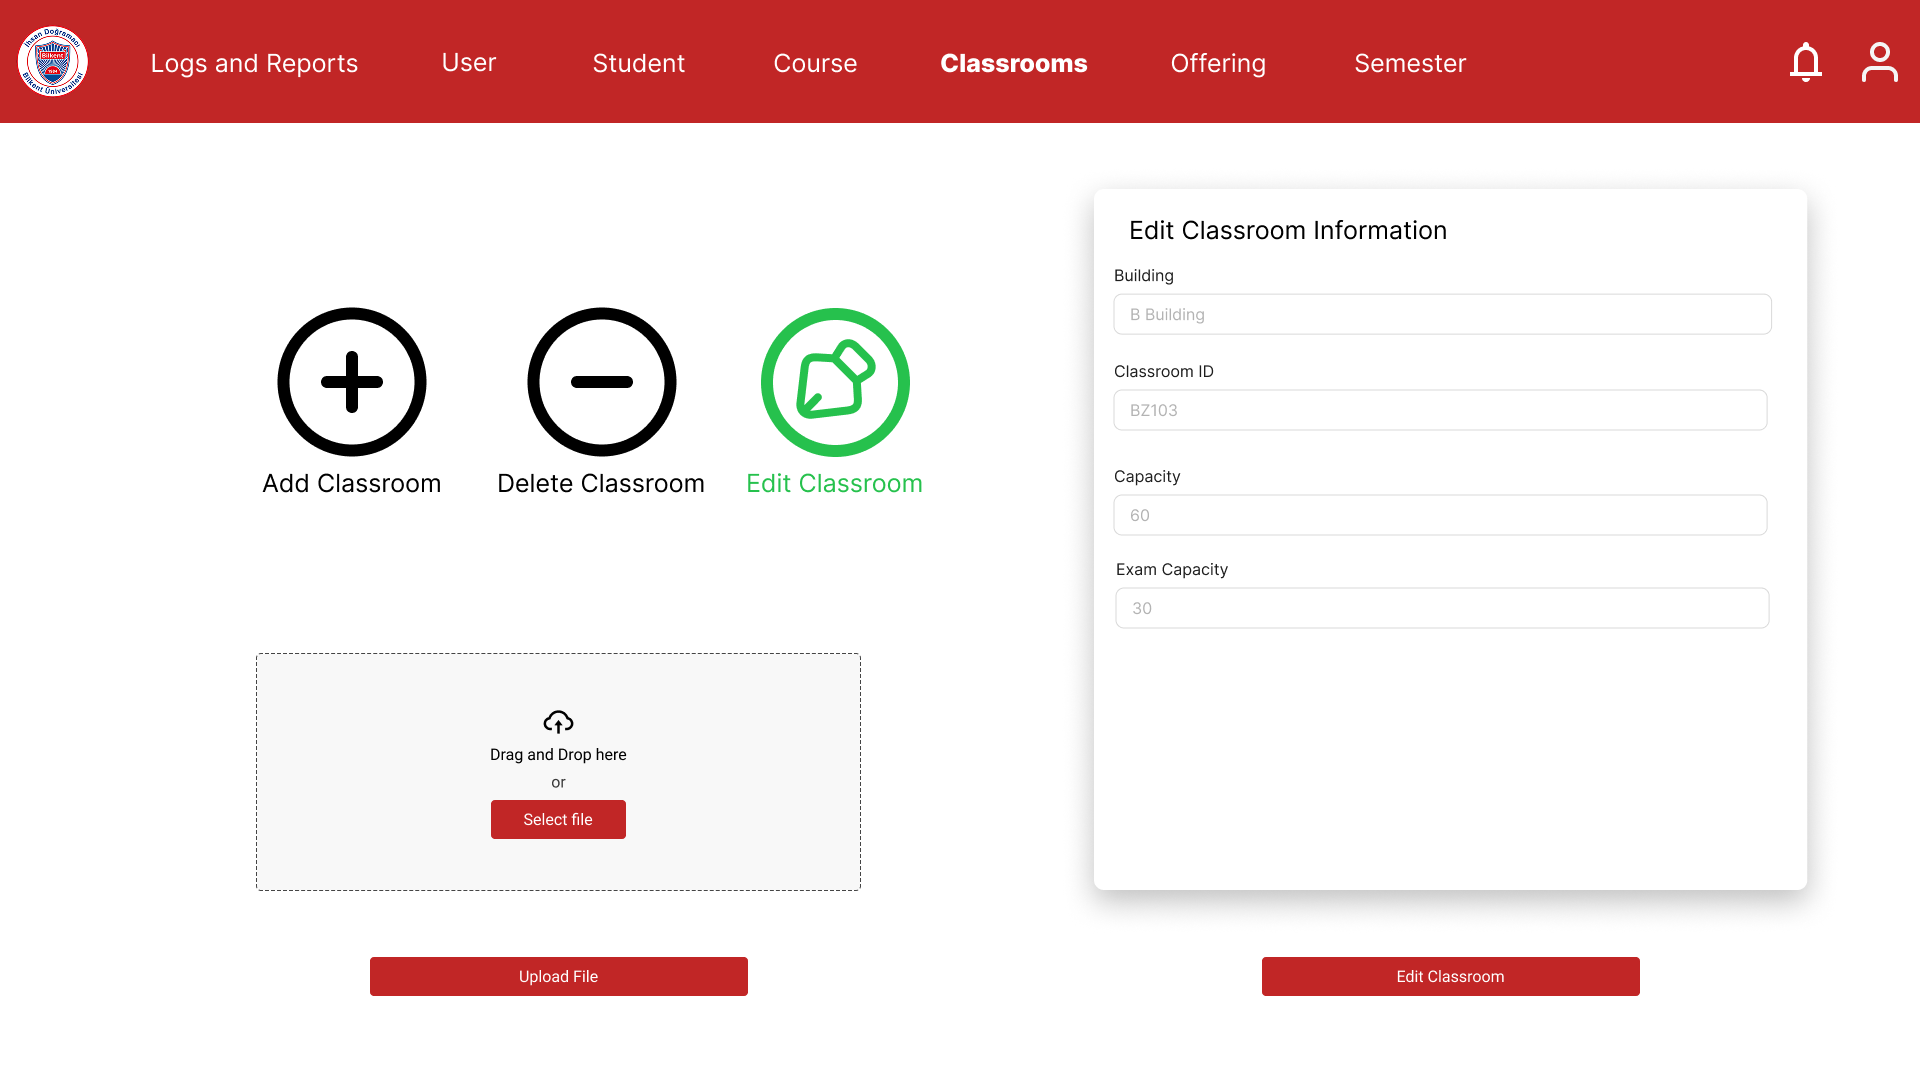 İhsan Doğramacı
Bilkent
1984
Bilkent Üniversitesi
Logs and Reports
User
Student
Course
Classrooms
Offering
Semester
Add Classroom
Delete Classroom
Edit Classroom
Drag and Drop here
or
Select file
Upload File
Edit Classroom Information
Building
B Building
Classroom ID
BZ103
Capacity
60
Exam Capacity
30
Edit Classroom